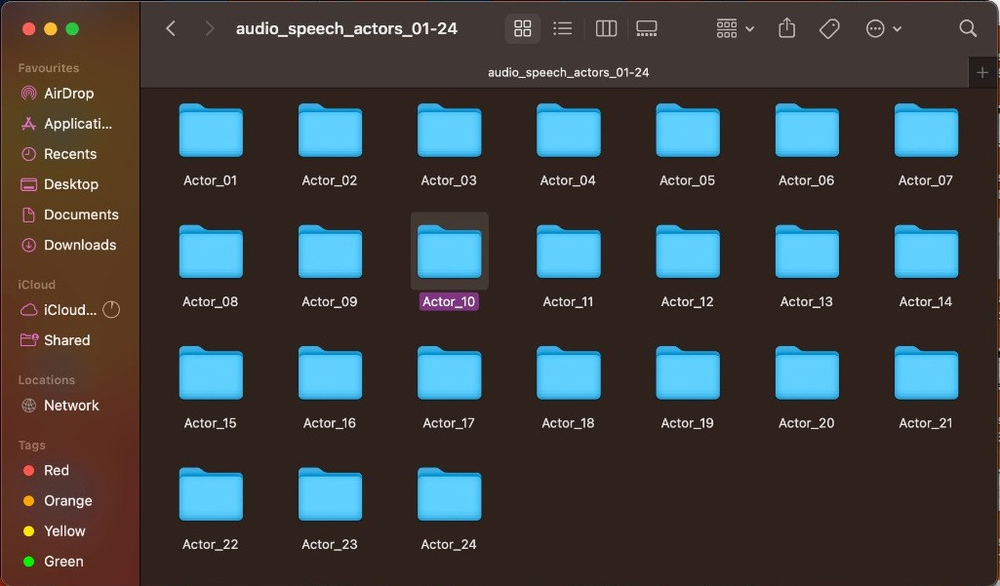 audio_speech_actors_01-24
audio_speech_actors_01-24
Favourites
AirDrop
Applicati...
Recents
Desktop
Documents
Downloads
iCloud
iCloud...
Shared
Locations
Network
Tags
Red
Orange
Yellow
Green
Actor_01 Actor_02 Actor_03 Actor_04 Actor_05 Actor_06 Actor_07
Actor_08 Actor_09 Actor_10 Actor_11 Actor_12 Actor_13 Actor_14
Actor_15 Actor_16 Actor_17 Actor_18 Actor_19 Actor_20 Actor_21
Actor_22 Actor_23 Actor_24